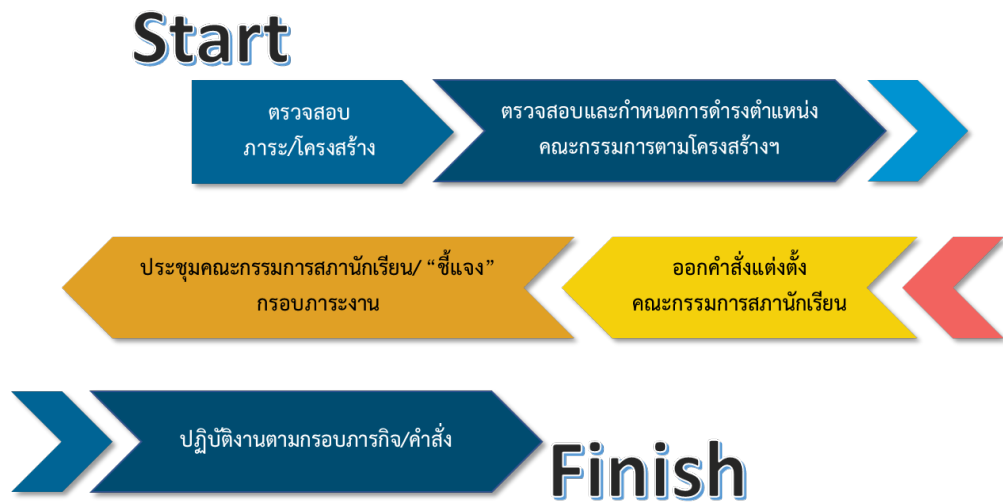 Start
ตรวจสอบ
ภาระ/โครงสร้าง
ตรวจสอบและกำหนดการดำรงตำแหน่ง
คณะกรรมการตามโครงสร้างฯ
ออกคำสั่งแต่งตั้ง
คณะกรรมการสภานักเรียน
ประชุมคณะกรรมการสภานักเรียน/ “ชี้แจง”
กรอบภาระงาน
ปฏิบัติงานตามกรอบภารกิจ/คำสั่ง
Finish